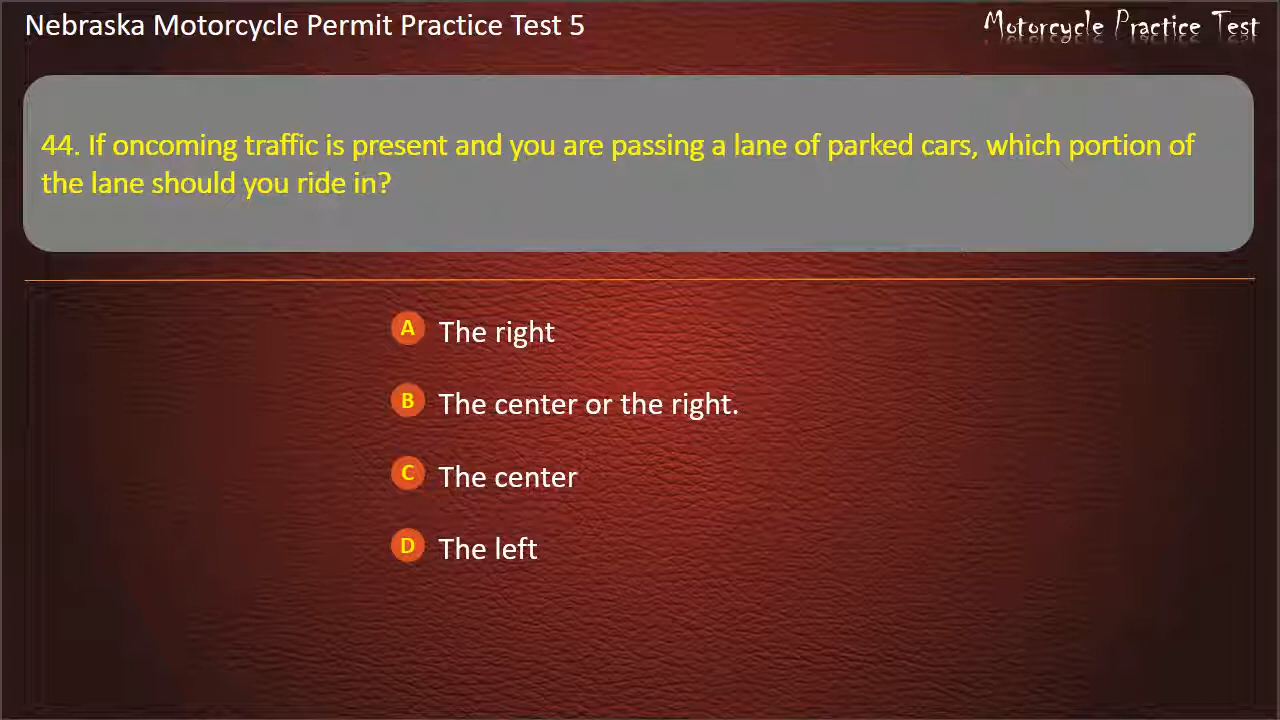 Nebraska Motorcycle Permit Practice Test 5
Motorcycle Practice Test
44. If oncoming traffic is present and you are passing a lane of parked cars, which portion of
the lane should you ride in?
A The right
B The center or the right.
C The center
D The left